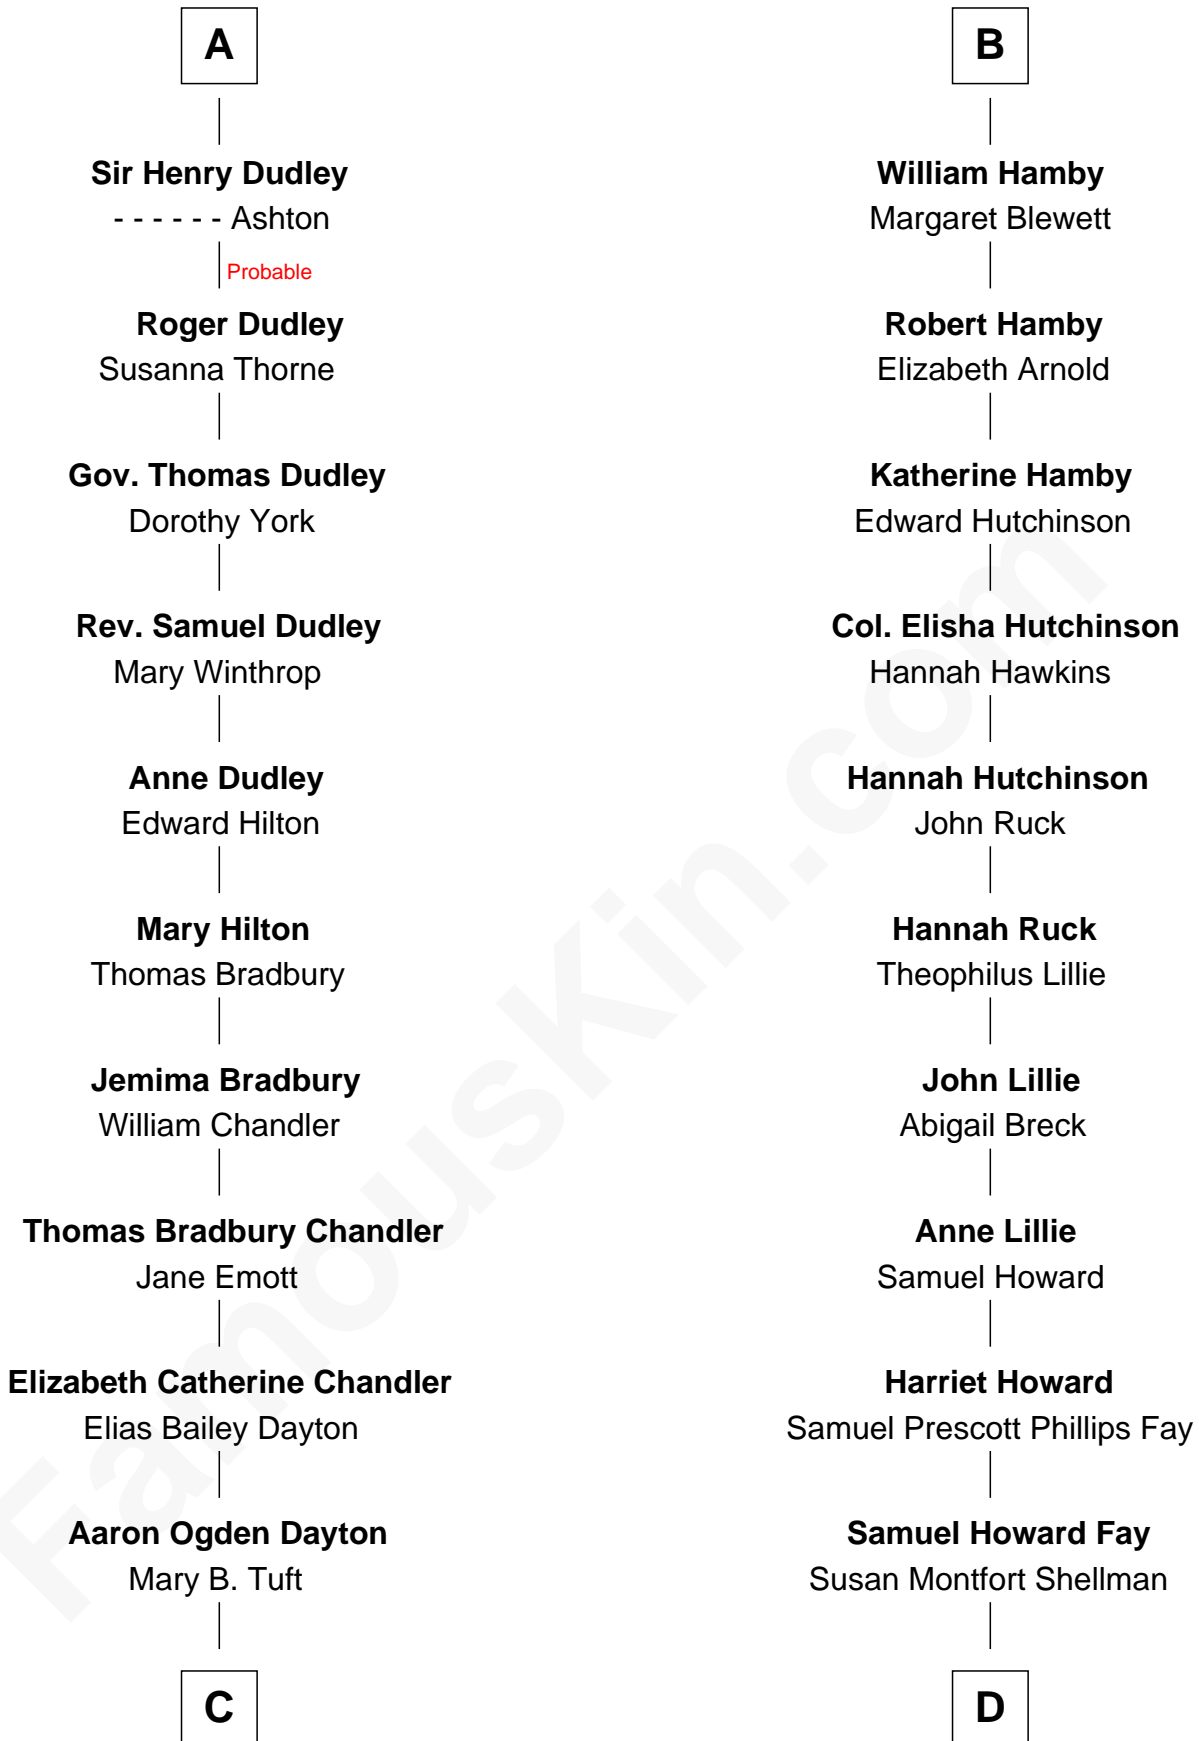 A
Sir Henry Dudley
- - - - - - Ashton
Probable
Roger Dudley
Susanna Thorne
Gov. Thomas Dudley
Dorothy York
Rev. Samuel Dudley
Mary Winthrop
Anne Dudley
Edward Hilton
Mary Hilton
Thomas Bradbury
Jemima Bradbury
William Chandler
Thomas Bradbury Chandler
Jane Emott
Elizabeth Catherine Chandler
Elias Bailey Dayton
Aaron Ogden Dayton
Mary B. Tuft
C
B
William Hamby
Margaret Blewett
Robert Hamby
Elizabeth Arnold
Katherine Hamby
Edward Hutchinson
Col. Elisha Hutchinson
Hannah Hawkins
Hannah Hutchinson
John Ruck
Hannah Ruck
Theophilus Lillie
John Lillie
Abigail Breck
Anne Lillie
Samuel Howard
Harriet Howard
Samuel Prescott Phillips Fay
Samuel Howard Fay
Susan Montfort Shellman
D
FamousKin.com